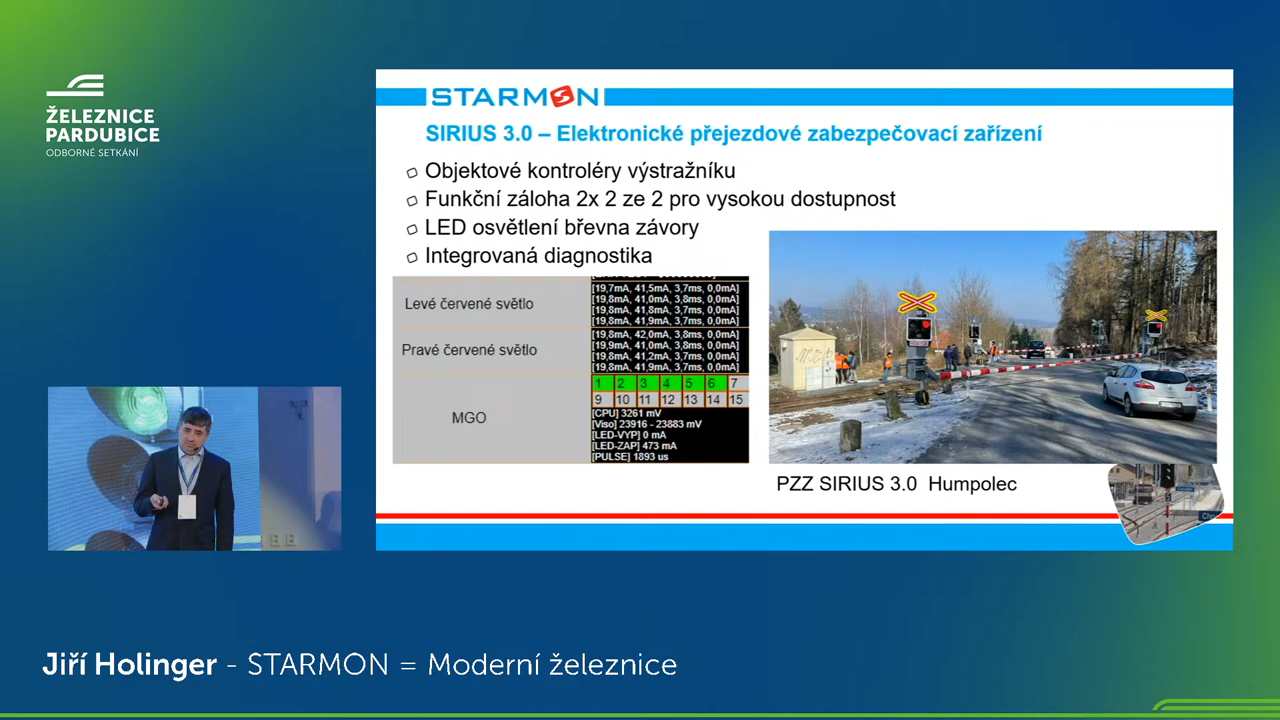 ŽELEZNICE
PARDUBICE
ODBORNÉ SETKÁNÍ
STARMON
SIRIUS 3.0 – Elektronické přejezdové zabezpečovací zařízení
Objektové kontroléry výstražníku
Funkční záloha 2x 2 ze 2 pro vysokou dostupnost
LED osvětlení břevna závory
Integrovaná diagnostika
Levé červené světlo
[19,7mA, 41,5mA, 3,7ms, 0,0mA]
[19,8mA, 41,0mA, 3,8ms, 0,0mA]
[19,8mA, 41,8mA, 3,7ms, 0,0mA]
[19,8mA, 41,9mA, 3,7ms, 0,0mA]
Pravé červené světlo
[19,8mA, 42,0mA, 3,8ms, 0,0mA]
[19,9mA, 41,0mA, 3,8ms, 0,0mA]
[19,8mA, 41,2mA, 3,7ms, 0,0mA]
[19,8mA, 41,9mA, 3,7ms, 0,0mA]
MGO
1 2 3 4 5 6 7
9 10 11 12 13 14 15
[CPU] 3261 mV
[Viso] 23916 - 23883 mV
[LED-VYP] 0 mA
[LED-ZAP] 473 mA
[PULSE] 1893 us
PZZ SIRIUS 3.0 Humpolec
Jiří Holinger - STARMON = Moderní železnice